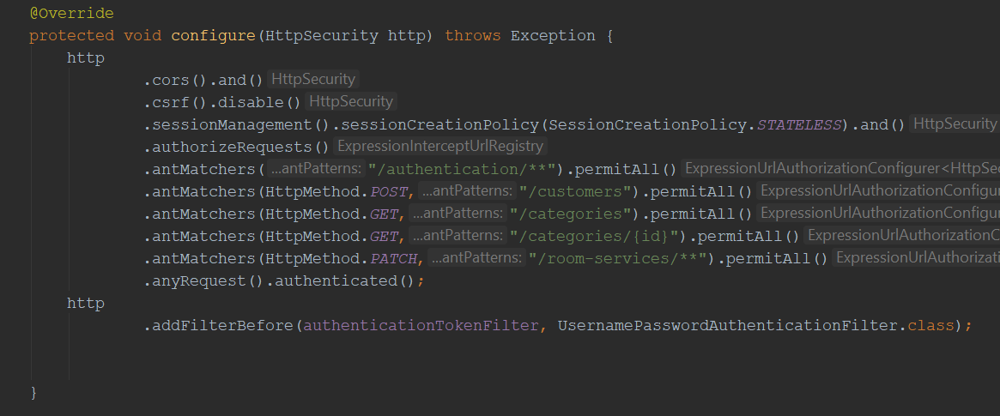 @Override
protected void configure(HttpSecurity http) throws Exception {
http
.cors().and() HttpSecurity
.csrf().disable() HttpSecurity
.sessionManagement().sessionCreationPolicy(SessionCreationPolicy.STATELESS).and() HttpSecurity
.authorizeRequests() ExpressionInterceptUrlRegistry
.antMatchers( ...antPatterns: "/authentication/**").permitAll() ExpressionUrlAuthorizationConfigurer<HttpSec
.antMatchers(HttpMethod.POST, ...antPatterns: "/customers").permitAll() ExpressionUrlAuthorizationConfigur
.antMatchers(HttpMethod.GET, ...antPatterns: "/categories").permitAll() ExpressionUrlAuthorizationConfigur
.antMatchers(HttpMethod.GET, ...antPatterns: "/categories/{id}").permitAll() ExpressionUrlAuthorizationC
.antMatchers(HttpMethod.PATCH, ...antPatterns: "/room-services/**").permitAll() ExpressionUrlAuthorizati
.anyRequest().authenticated();
http
.addFilterBefore(authenticationTokenFilter, UsernamePasswordAuthenticationFilter.class);
}